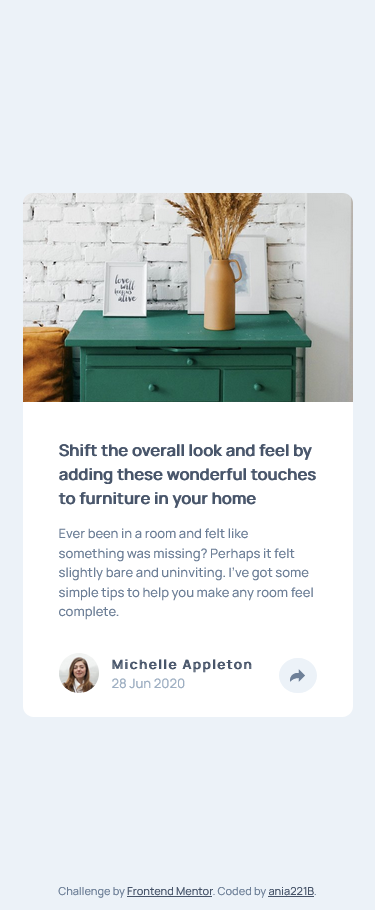 love
will
keep us
alive
Shift the overall look and feel by
adding these wonderful touches
to furniture in your home
Ever been in a room and felt like
something was missing? Perhaps it felt
slightly bare and uninviting. I've got some
simple tips to help you make any room feel
complete.
Michelle Appleton
28 Jun 2020
Challenge by Frontend Mentor. Coded by ania221B.